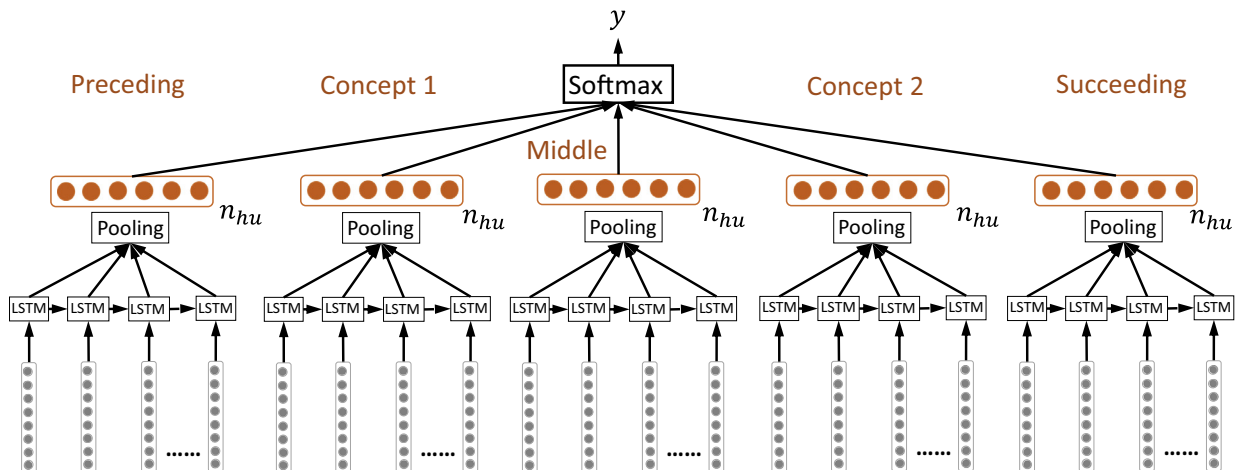 y
Preceding Concept 1 Softmax Concept 2 Succeeding
Middle
n_hu n_hu n_hu n_hu n_hu
Pooling Pooling Pooling Pooling Pooling
LSTM LSTM LSTM LSTM LSTM LSTM LSTM LSTM LSTM LSTM LSTM LSTM LSTM LSTM LSTM LSTM LSTM LSTM LSTM LSTM
...... ...... ...... ...... ......